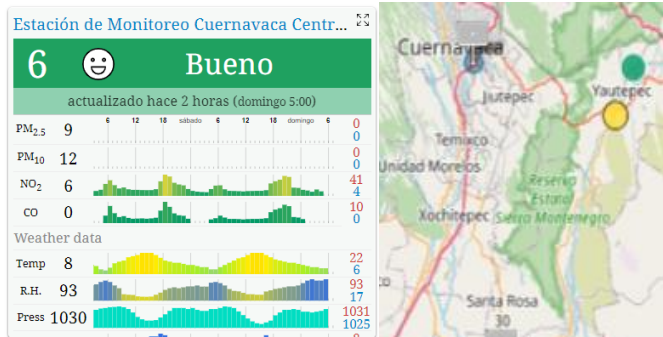 Estación de Monitoreo Cuernavaca Centr...
6 Bueno
actualizado hace 2 horas (domingo 5:00)
6 12 18 sábado 6 12 18 domingo 6
PM2.5 9 0 0
PM10 12 0 0
NO2 6 41 4
CO 0 10 0
Weather data
Temp 8 22 6
R.H. 93 93 17
Press 1030 1031 1025
Cuernavaca
Jiutepec
Yautepec
Temixco
Unidad Morelos
Reserva
Estatal
Xochitepec Sierra Montenegro
Santa Rosa
30